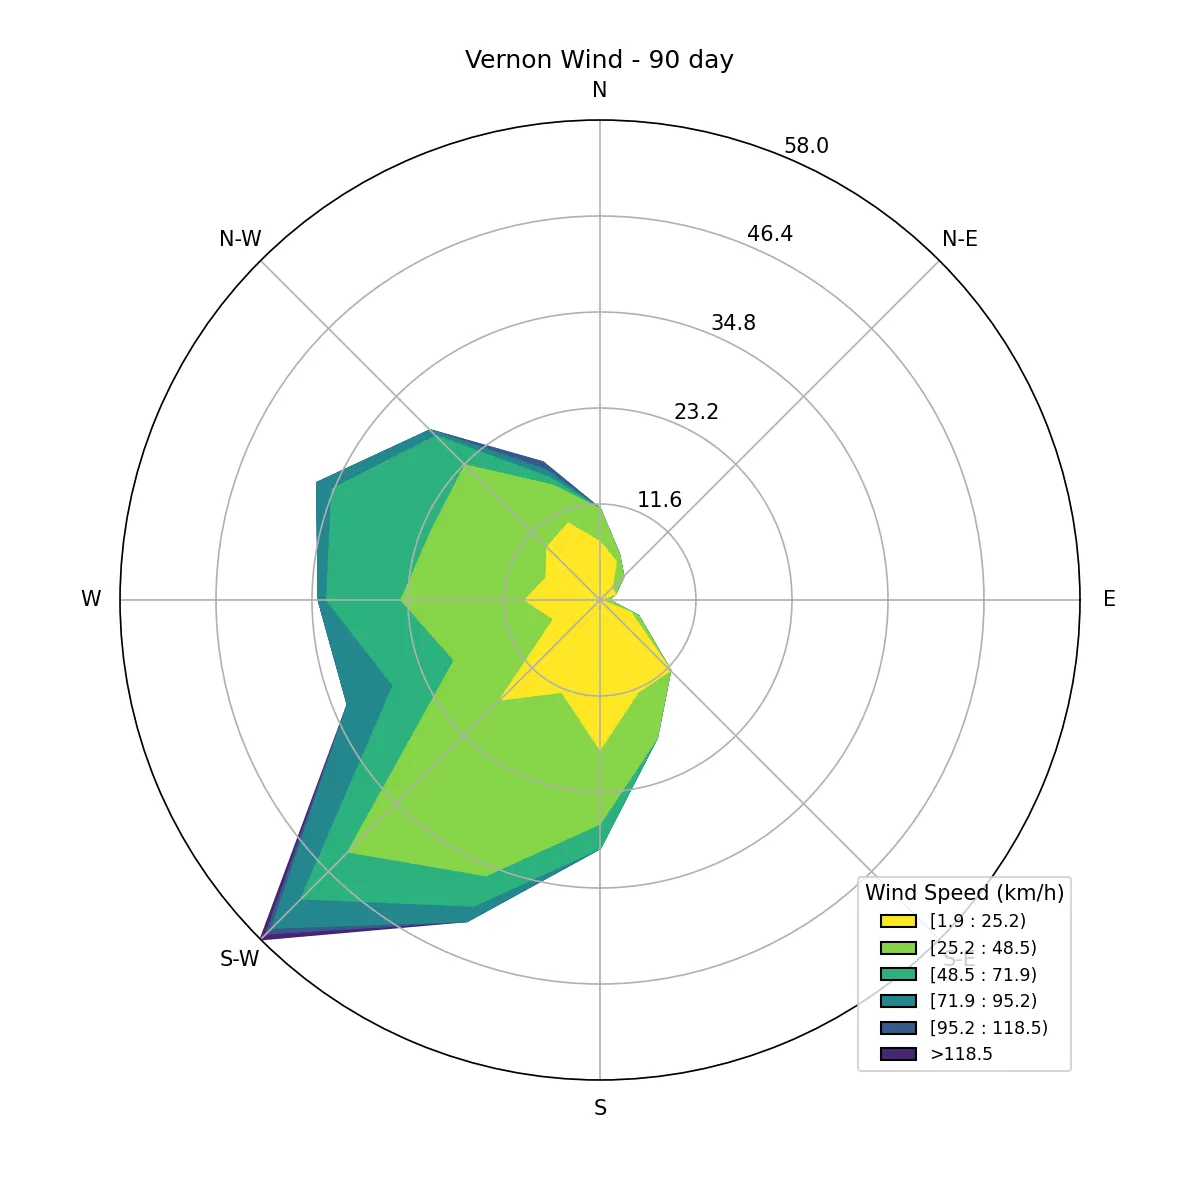 Vernon Wind - 90 day
N
58.0
N-W
46.4
N-E
34.8
23.2
11.6
W
E
S-W
S-E
S
Wind Speed (km/h)
[1.9 : 25.2)
[25.2 : 48.5)
[48.5 : 71.9)
[71.9 : 95.2)
[95.2 : 118.5)
>118.5